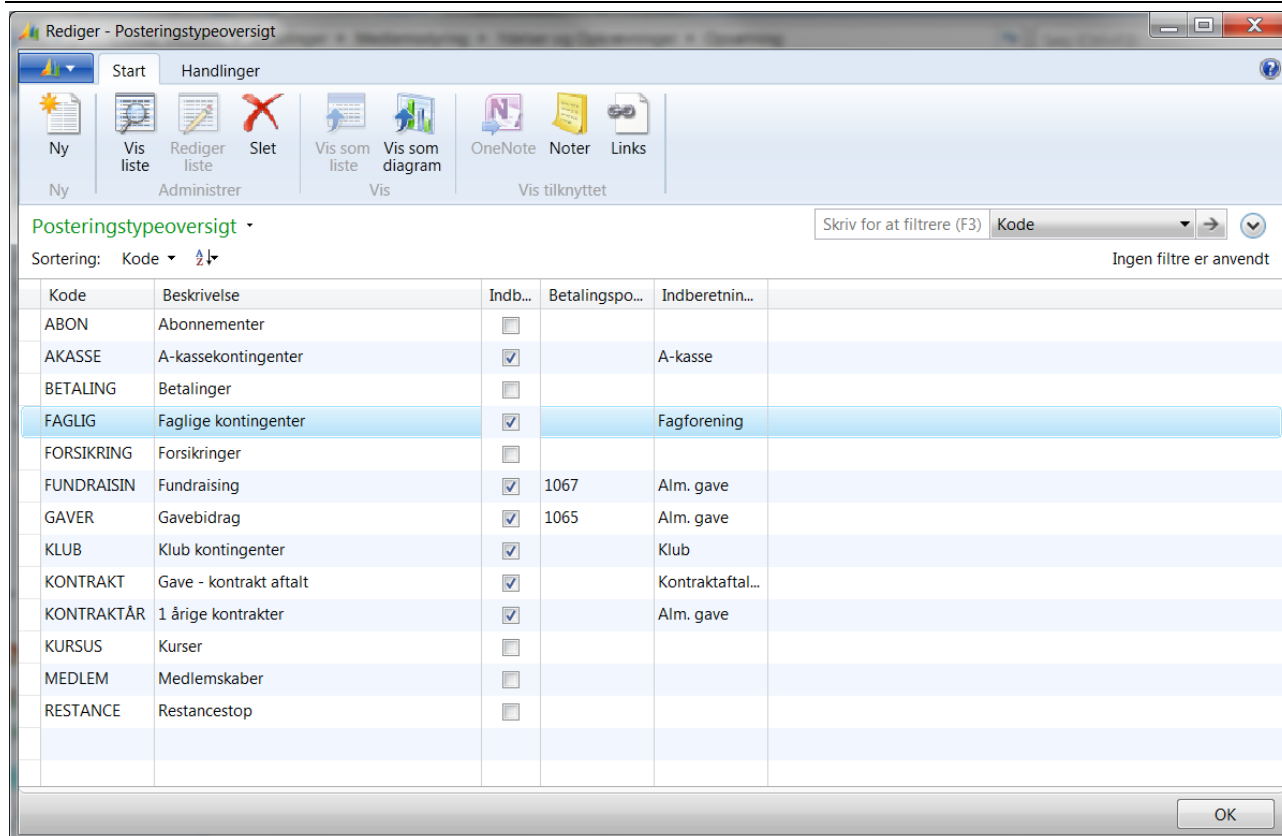 Rediger - Posteringstypeoversigt
Start Handlinger
Ny Vis liste Rediger liste Slet Vis som liste Vis som diagram OneNote Noter Links
Ny Administrer Vis Vis tilknyttet
Posteringstypeoversigt
Skriv for at filtrere (F3) Kode
Sortering: Kode
Ingen filtre er anvendt
Kode Beskrivelse Indb... Betalingspo... Indberetnin...
ABON Abonnementer
AKASSE A-kassekontingenter A-kasse
BETALING Betalinger
FAGLIG Faglige kontingenter Fagforening
FORSIKRING Forsikringer
FUNDRAISIN Fundraising 1067 Alm. gave
GAVER Gavebidrag 1065 Alm. gave
KLUB Klub kontingenter Klub
KONTRAKT Gave - kontrakt aftalt Kontraktaftal...
KONTRAKTÅR 1 årige kontrakter Alm. gave
KURSUS Kurser
MEDLEM Medlemskaber
RESTANCE Restancestop
OK